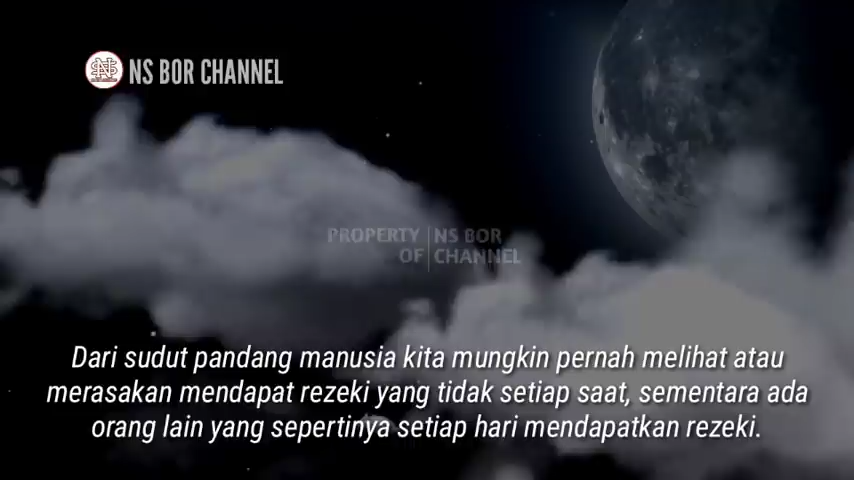 NS BOR CHANNEL
PROPERTY OF NS BOR CHANNEL
Dari sudut pandang manusia kita mungkin pernah melihat atau
merasakan mendapat rezeki yang tidak setiap saat, sementara ada
orang lain yang sepertinya setiap hari mendapatkan rezeki.